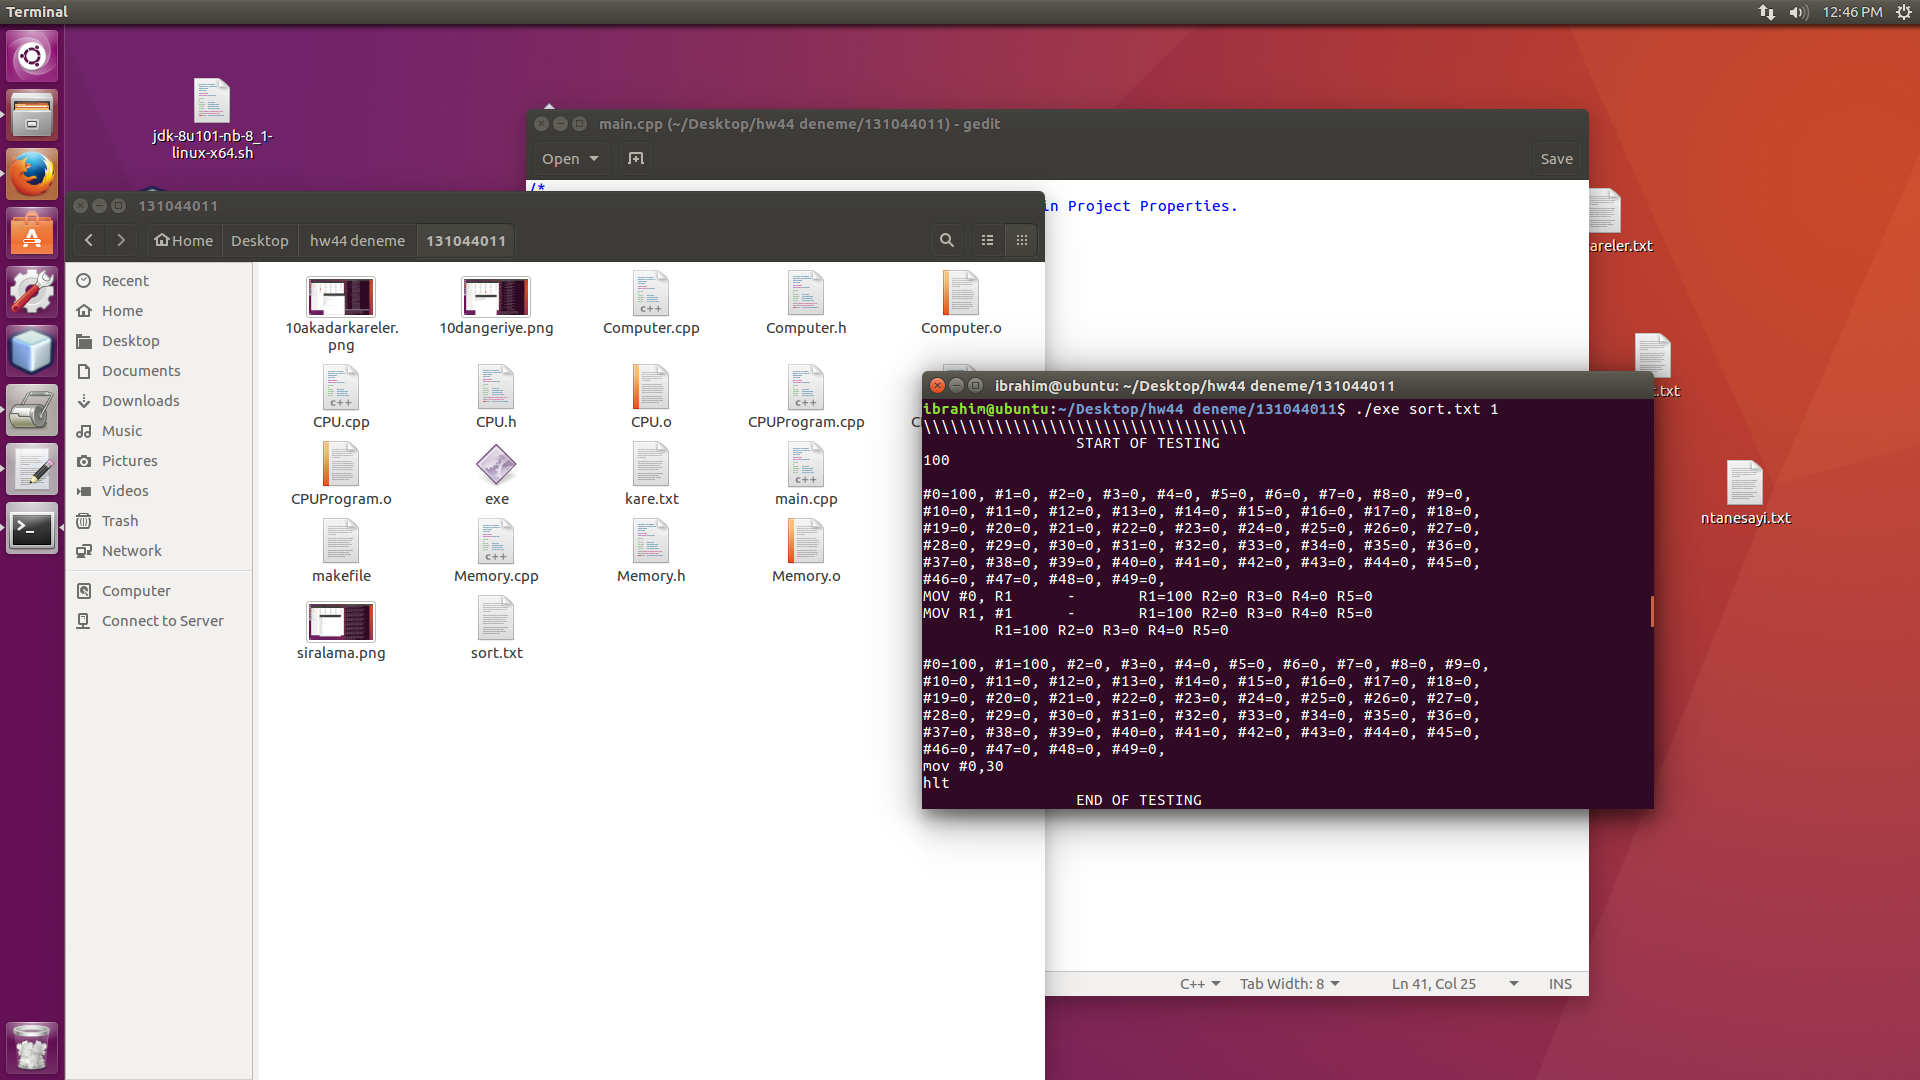 Terminal
12:46 PM
jdk-8u101-nb-8_1-
linux-x64.sh
main.cpp (~/Desktop/hw44 deneme/131044011) - gedit
Open
Save
/*
in Project Properties.
131044011
Home
Desktop
hw44 deneme
131044011
Recent
Home
Desktop
Documents
Downloads
Music
Pictures
Videos
Trash
Network
Computer
Connect to Server
10akadarkareler.
png
10dangeriye.png
Computer.cpp
Computer.h
Computer.o
CPU.cpp
CPU.h
CPU.o
CPUProgram.cpp
CPUProgram.o
exe
kare.txt
main.cpp
makefile
Memory.cpp
Memory.h
Memory.o
siralama.png
sort.txt
ibrahim@ubuntu: ~/Desktop/hw44 deneme/131044011
ibrahim@ubuntu:~/Desktop/hw44 deneme/131044011$ ./exe sort.txt 1
\\\\\\\\\\\\\\\\\\\\\\\\\\\\\\\\\\\\
START OF TESTING
100
#0=100, #1=0, #2=0, #3=0, #4=0, #5=0, #6=0, #7=0, #8=0, #9=0,
#10=0, #11=0, #12=0, #13=0, #14=0, #15=0, #16=0, #17=0, #18=0,
#19=0, #20=0, #21=0, #22=0, #23=0, #24=0, #25=0, #26=0, #27=0,
#28=0, #29=0, #30=0, #31=0, #32=0, #33=0, #34=0, #35=0, #36=0,
#37=0, #38=0, #39=0, #40=0, #41=0, #42=0, #43=0, #44=0, #45=0,
#46=0, #47=0, #48=0, #49=0,
MOV #0, R1 - R1=100 R2=0 R3=0 R4=0 R5=0
MOV R1, #1 - R1=100 R2=0 R3=0 R4=0 R5=0
R1=100 R2=0 R3=0 R4=0 R5=0
#0=100, #1=100, #2=0, #3=0, #4=0, #5=0, #6=0, #7=0, #8=0, #9=0,
#10=0, #11=0, #12=0, #13=0, #14=0, #15=0, #16=0, #17=0, #18=0,
#19=0, #20=0, #21=0, #22=0, #23=0, #24=0, #25=0, #26=0, #27=0,
#28=0, #29=0, #30=0, #31=0, #32=0, #33=0, #34=0, #35=0, #36=0,
#37=0, #38=0, #39=0, #40=0, #41=0, #42=0, #43=0, #44=0, #45=0,
#46=0, #47=0, #48=0, #49=0,
mov #0,30
hlt
END OF TESTING
areler.txt
.txt
ntanesayi.txt
C++
Tab Width: 8
Ln 41, Col 25
INS